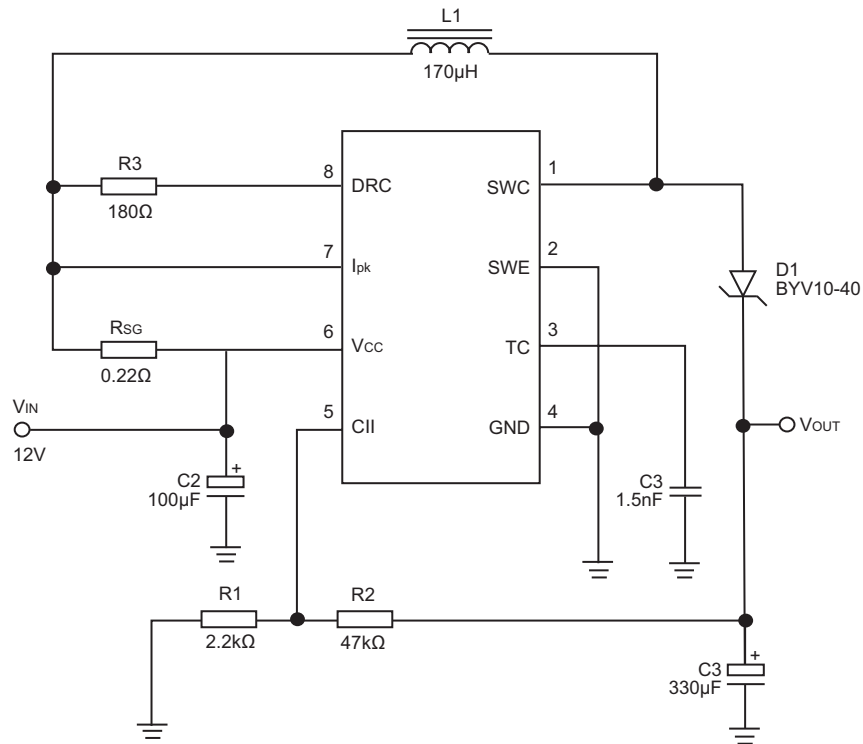 L1
170µH
R3
180Ω
8
DRC
SWC
1
7
Ipk
SWE
2
D1
BYV10-40
RSG
0.22Ω
6
VCC
TC
3
VIN
12V
5
CII
GND
4
VOUT
C2
100µF
+
C3
1.5nF
R1
2.2kΩ
R2
47kΩ
C3
330µF
+